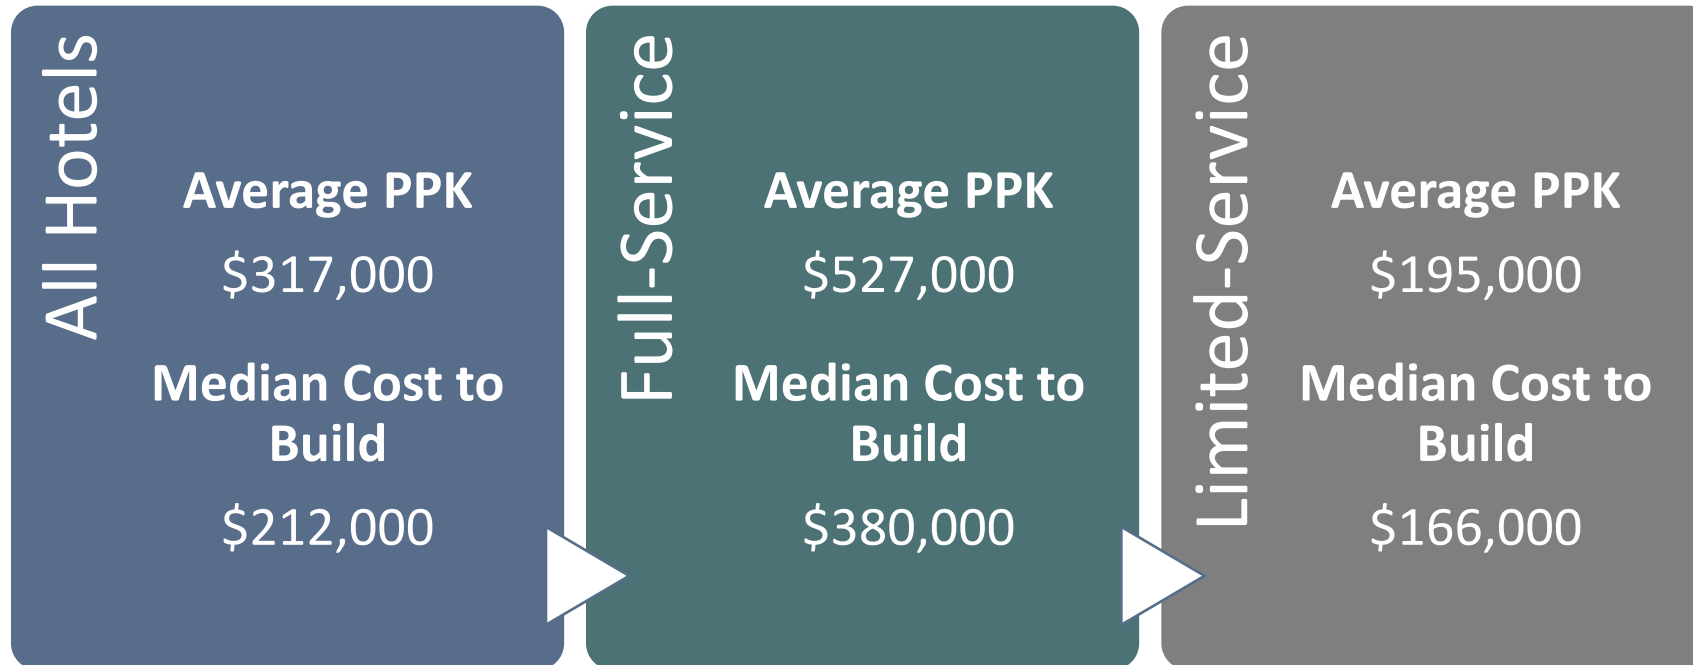 All Hotels
Average PPK
$317,000
Median Cost to
Build
$212,000
Full-Service
Average PPK
$527,000
Median Cost to
Build
$380,000
Limited-Service
Average PPK
$195,000
Median Cost to
Build
$166,000